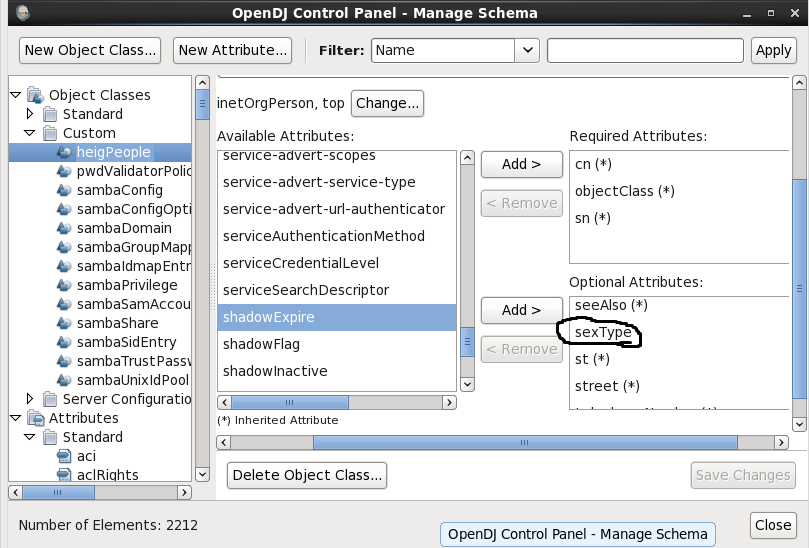 OpenDJ Control Panel - Manage Schema
New Object Class... New Attribute... Filter: Name Apply
Object Classes
Standard
Custom
heigPeople
pwdValidatorPolic
sambaConfig
sambaConfigOpti
sambaDomain
sambaGroupMapp
sambaIdmapEntr
sambaPrivilege
sambaSamAccou
sambaShare
sambaSidEntry
sambaTrustPassw
sambaUnixIdPool
Server Configuratio
Attributes
Standard
aci
aclRights
inetOrgPerson, top Change...
Available Attributes:
service-advert-scopes
service-advert-service-type
service-advert-url-authenticator
serviceAuthenticationMethod
serviceCredentialLevel
serviceSearchDescriptor
shadowExpire
shadowFlag
shadowInactive
(*) Inherited Attribute
Add >
< Remove
Add >
< Remove
Required Attributes:
cn (*)
objectClass (*)
sn (*)
Optional Attributes:
seeAlso (*)
sexType
st (*)
street (*)
Delete Object Class... Save Changes
Number of Elements: 2212
OpenDJ Control Panel - Manage Schema
Close